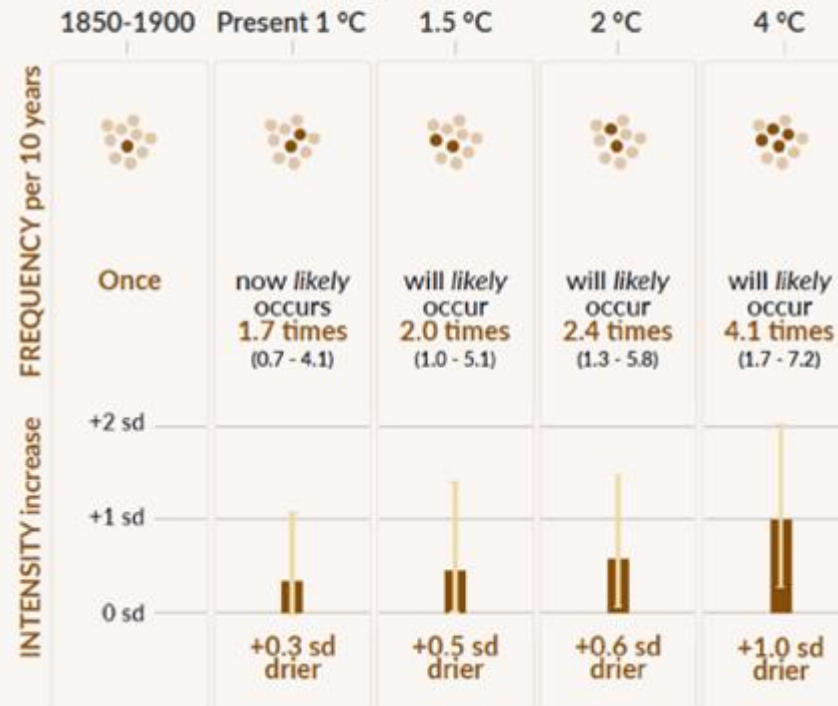 1850-1900 Present 1 °C 1.5 °C 2 °C 4 °C
FREQUENCY per 10 years
Once
now likely
occurs
1.7 times
(0.7 - 4.1)
will likely
occur
2.0 times
(1.0 - 5.1)
will likely
occur
2.4 times
(1.3 - 5.8)
will likely
occur
4.1 times
(1.7 - 7.2)
INTENSITY increase
+2 sd
+1 sd
0 sd
+0.3 sd
drier
+0.5 sd
drier
+0.6 sd
drier
+1.0 sd
drier